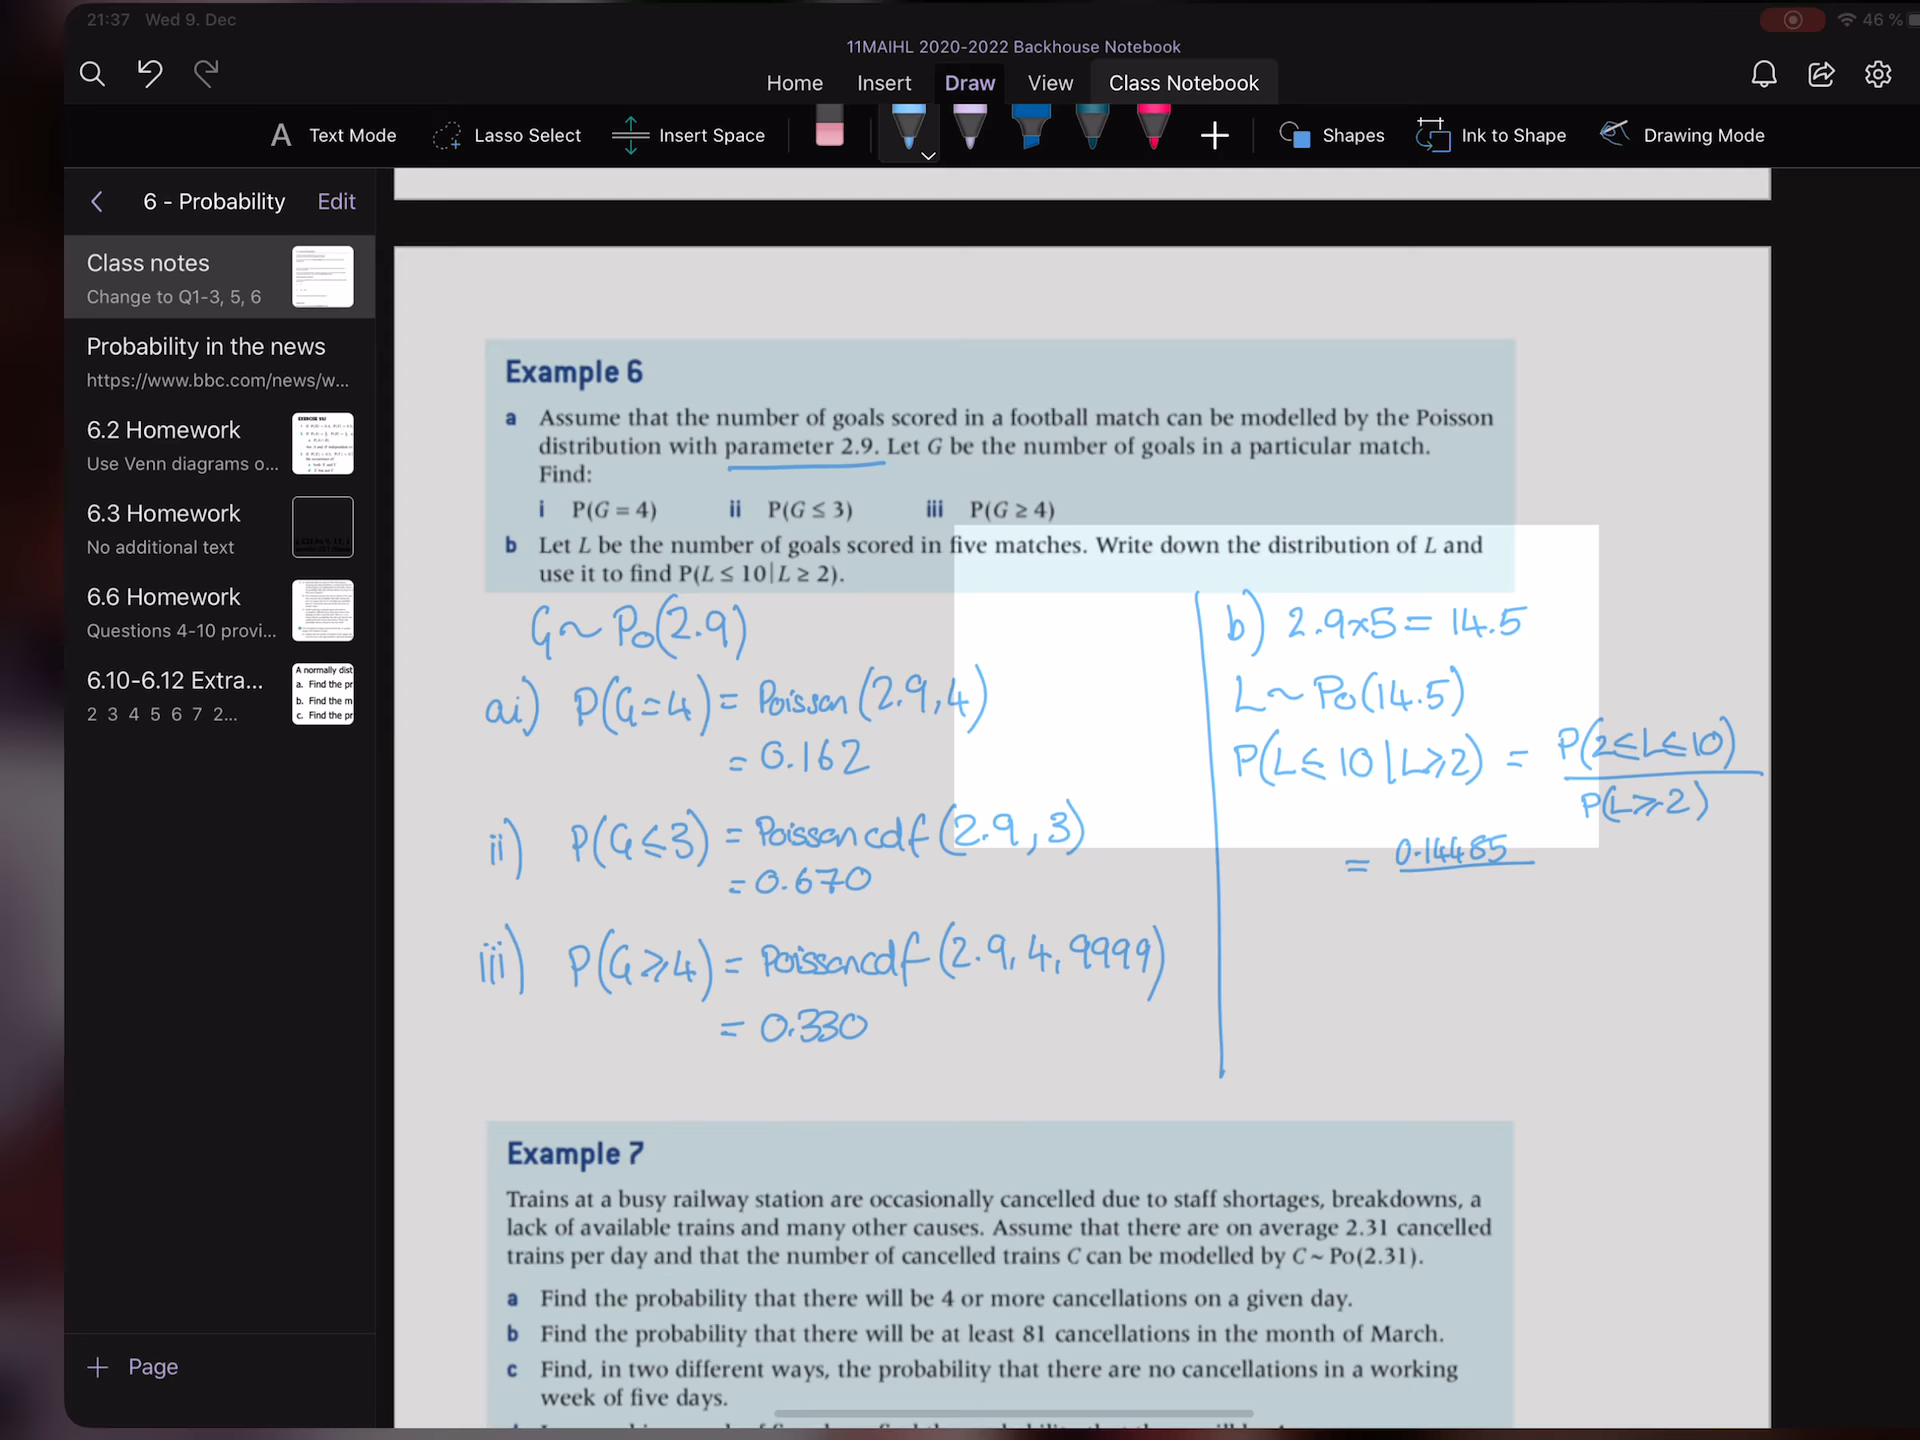 21:37 Wed 9. Dec
46 %
11MAIHL 2020-2022 Backhouse Notebook
Home Insert Draw View Class Notebook
Text Mode Lasso Select Insert Space Shapes Ink to Shape Drawing Mode
6 - Probability Edit
Class notes
Change to Q1-3, 5, 6
Probability in the news
https://www.bbc.com/news/w...
6.2 Homework
Use Venn diagrams o...
6.3 Homework
No additional text
6.6 Homework
Questions 4-10 provi...
6.10-6.12 Extra...
2 3 4 5 6 7 2...
A normally dist
a. Find the pr
b. Find the m
c. Find the pr
+ Page
Example 6
a Assume that the number of goals scored in a football match can be modelled by the Poisson
distribution with parameter 2.9. Let G be the number of goals in a particular match.
Find:
i P(G = 4) ii P(G ≤ 3) iii P(G ≥ 4)
b Let L be the number of goals scored in five matches. Write down the distribution of L and
use it to find P(L ≤ 10|L ≥ 2).
G~Po(2.9)
ai) P(G=4) = Poisson (2.9,4)
= 0.162
ii) P(G≤3) = Poissoncdf (2.9, 3)
= 0.670
iii) P(G≥4) = Poissoncdf (2.9, 4, 9999)
= 0.330
b) 2.9×5 = 14.5
L~Po(14.5)
P(L≤10|L≥2) = P(2≤L≤10)
P(L≥2)
= 0.14485
Example 7
Trains at a busy railway station are occasionally cancelled due to staff shortages, breakdowns, a
lack of available trains and many other causes. Assume that there are on average 2.31 cancelled
trains per day and that the number of cancelled trains C can be modelled by C ~ Po(2.31).
a Find the probability that there will be 4 or more cancellations on a given day.
b Find the probability that there will be at least 81 cancellations in the month of March.
c Find, in two different ways, the probability that there are no cancellations in a working
week of five days.